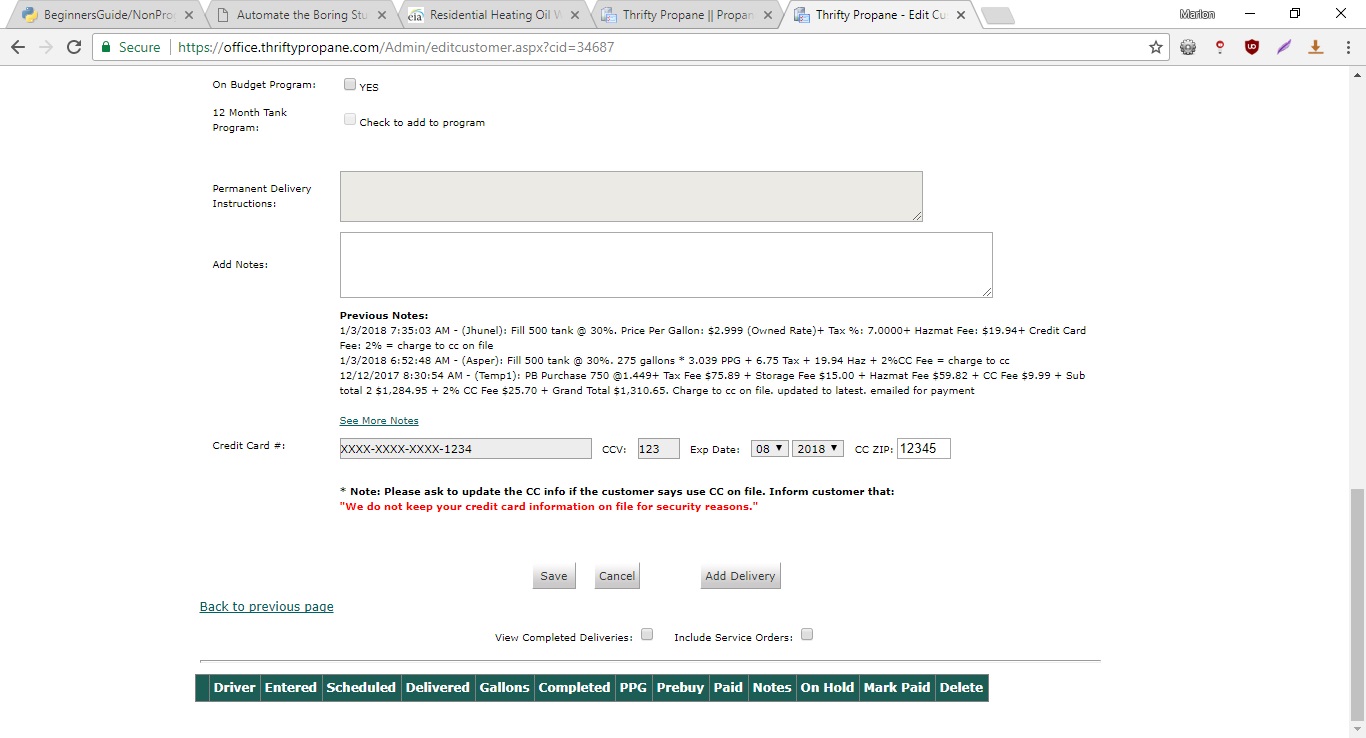 BeginnersGuide/NonPro
Automate the Boring Stu
eia
Residential Heating Oil W
Thrifty Propane || Propan
Thrifty Propane - Edit Cu
Marlon
Secure
https://office.thriftypropane.com/Admin/editcustomer.aspx?cid=34687
On Budget Program:
YES
12 Month Tank
Program:
Check to add to program
Permanent Delivery
Instructions:
Add Notes:
Previous Notes:
1/3/2018 7:35:03 AM - (Jhunel): Fill 500 tank @ 30%. Price Per Gallon: $2.999 (Owned Rate)+ Tax %: 7.0000+ Hazmat Fee: $19.94+ Credit Card
Fee: 2% = charge to cc on file
1/3/2018 6:52:48 AM - (Asper): Fill 500 tank @ 30%. 275 gallons * 3.039 PPG + 6.75 Tax + 19.94 Haz + 2%CC Fee = charge to cc
12/12/2017 8:30:54 AM - (Temp1): PB Purchase 750 @1.449+ Tax Fee $75.89 + Storage Fee $15.00 + Hazmat Fee $59.82 + CC Fee $9.99 + Sub
total 2 $1,284.95 + 2% CC Fee $25.70 + Grand Total $1,310.65. Charge to cc on file. updated to latest. emailed for payment
See More Notes
Credit Card #:
XXXX-XXXX-XXXX-1234
CCV:
123
Exp Date:
08
2018
CC ZIP:
12345
* Note: Please ask to update the CC info if the customer says use CC on file. Inform customer that:
"We do not keep your credit card information on file for security reasons."
Save
Cancel
Add Delivery
Back to previous page
View Completed Deliveries:
Include Service Orders:
Driver Entered Scheduled Delivered Gallons Completed PPG Prebuy Paid Notes On Hold Mark Paid Delete